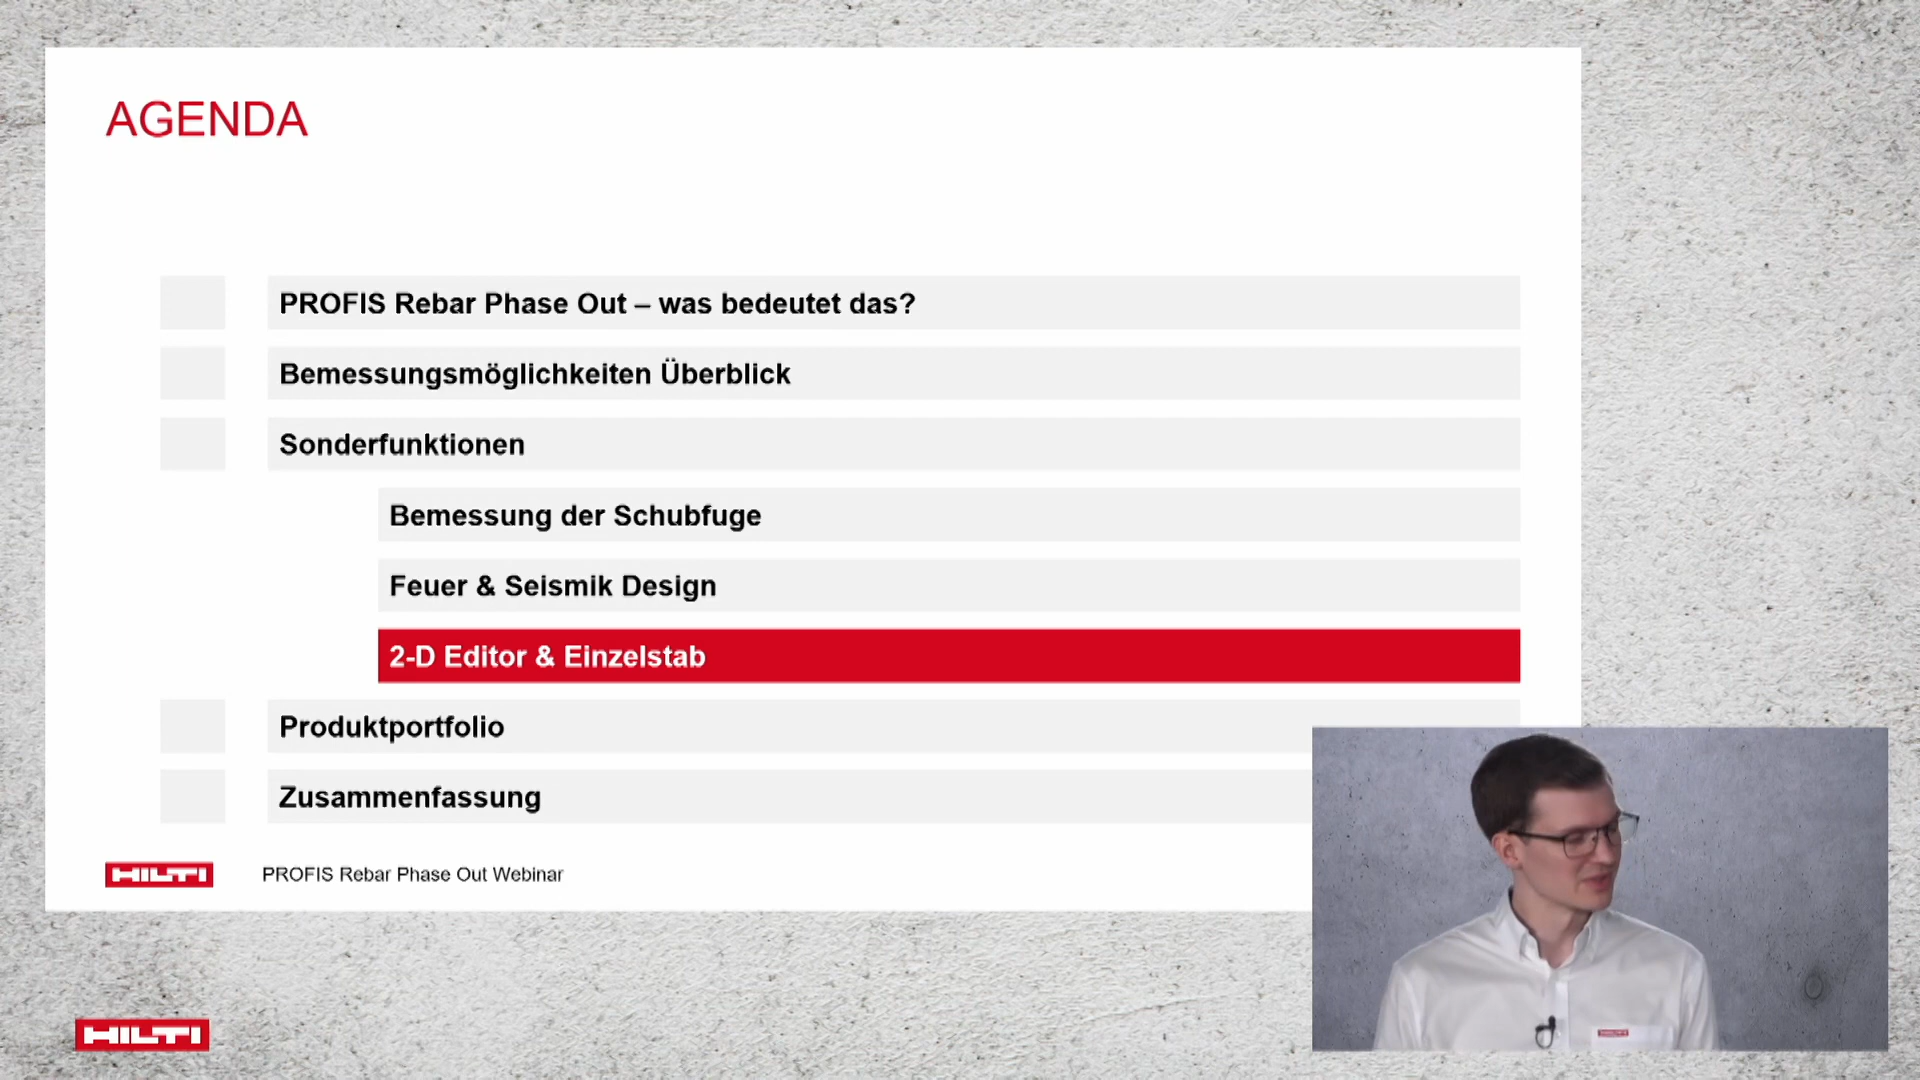 AGENDA
PROFIS Rebar Phase Out – was bedeutet das?
Bemessungsmöglichkeiten Überblick
Sonderfunktionen
Bemessung der Schubfuge
Feuer & Seismik Design
2-D Editor & Einzelstab
Produktportfolio
Zusammenfassung
HILTI
PROFIS Rebar Phase Out Webinar
HILTI